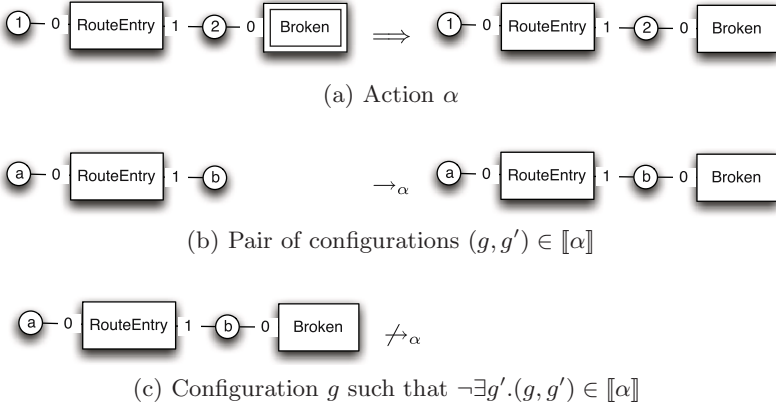 1 0 RouteEntry 1 2 0 Broken ⟹ 1 0 RouteEntry 1 2 0 Broken
(a) Action α
a 0 RouteEntry 1 b →α a 0 RouteEntry 1 b 0 Broken
(b) Pair of configurations (g, g′) ∈ ⟦α⟧
a 0 RouteEntry 1 b 0 Broken ↛α
(c) Configuration g such that ¬∃g′.(g, g′) ∈ ⟦α⟧